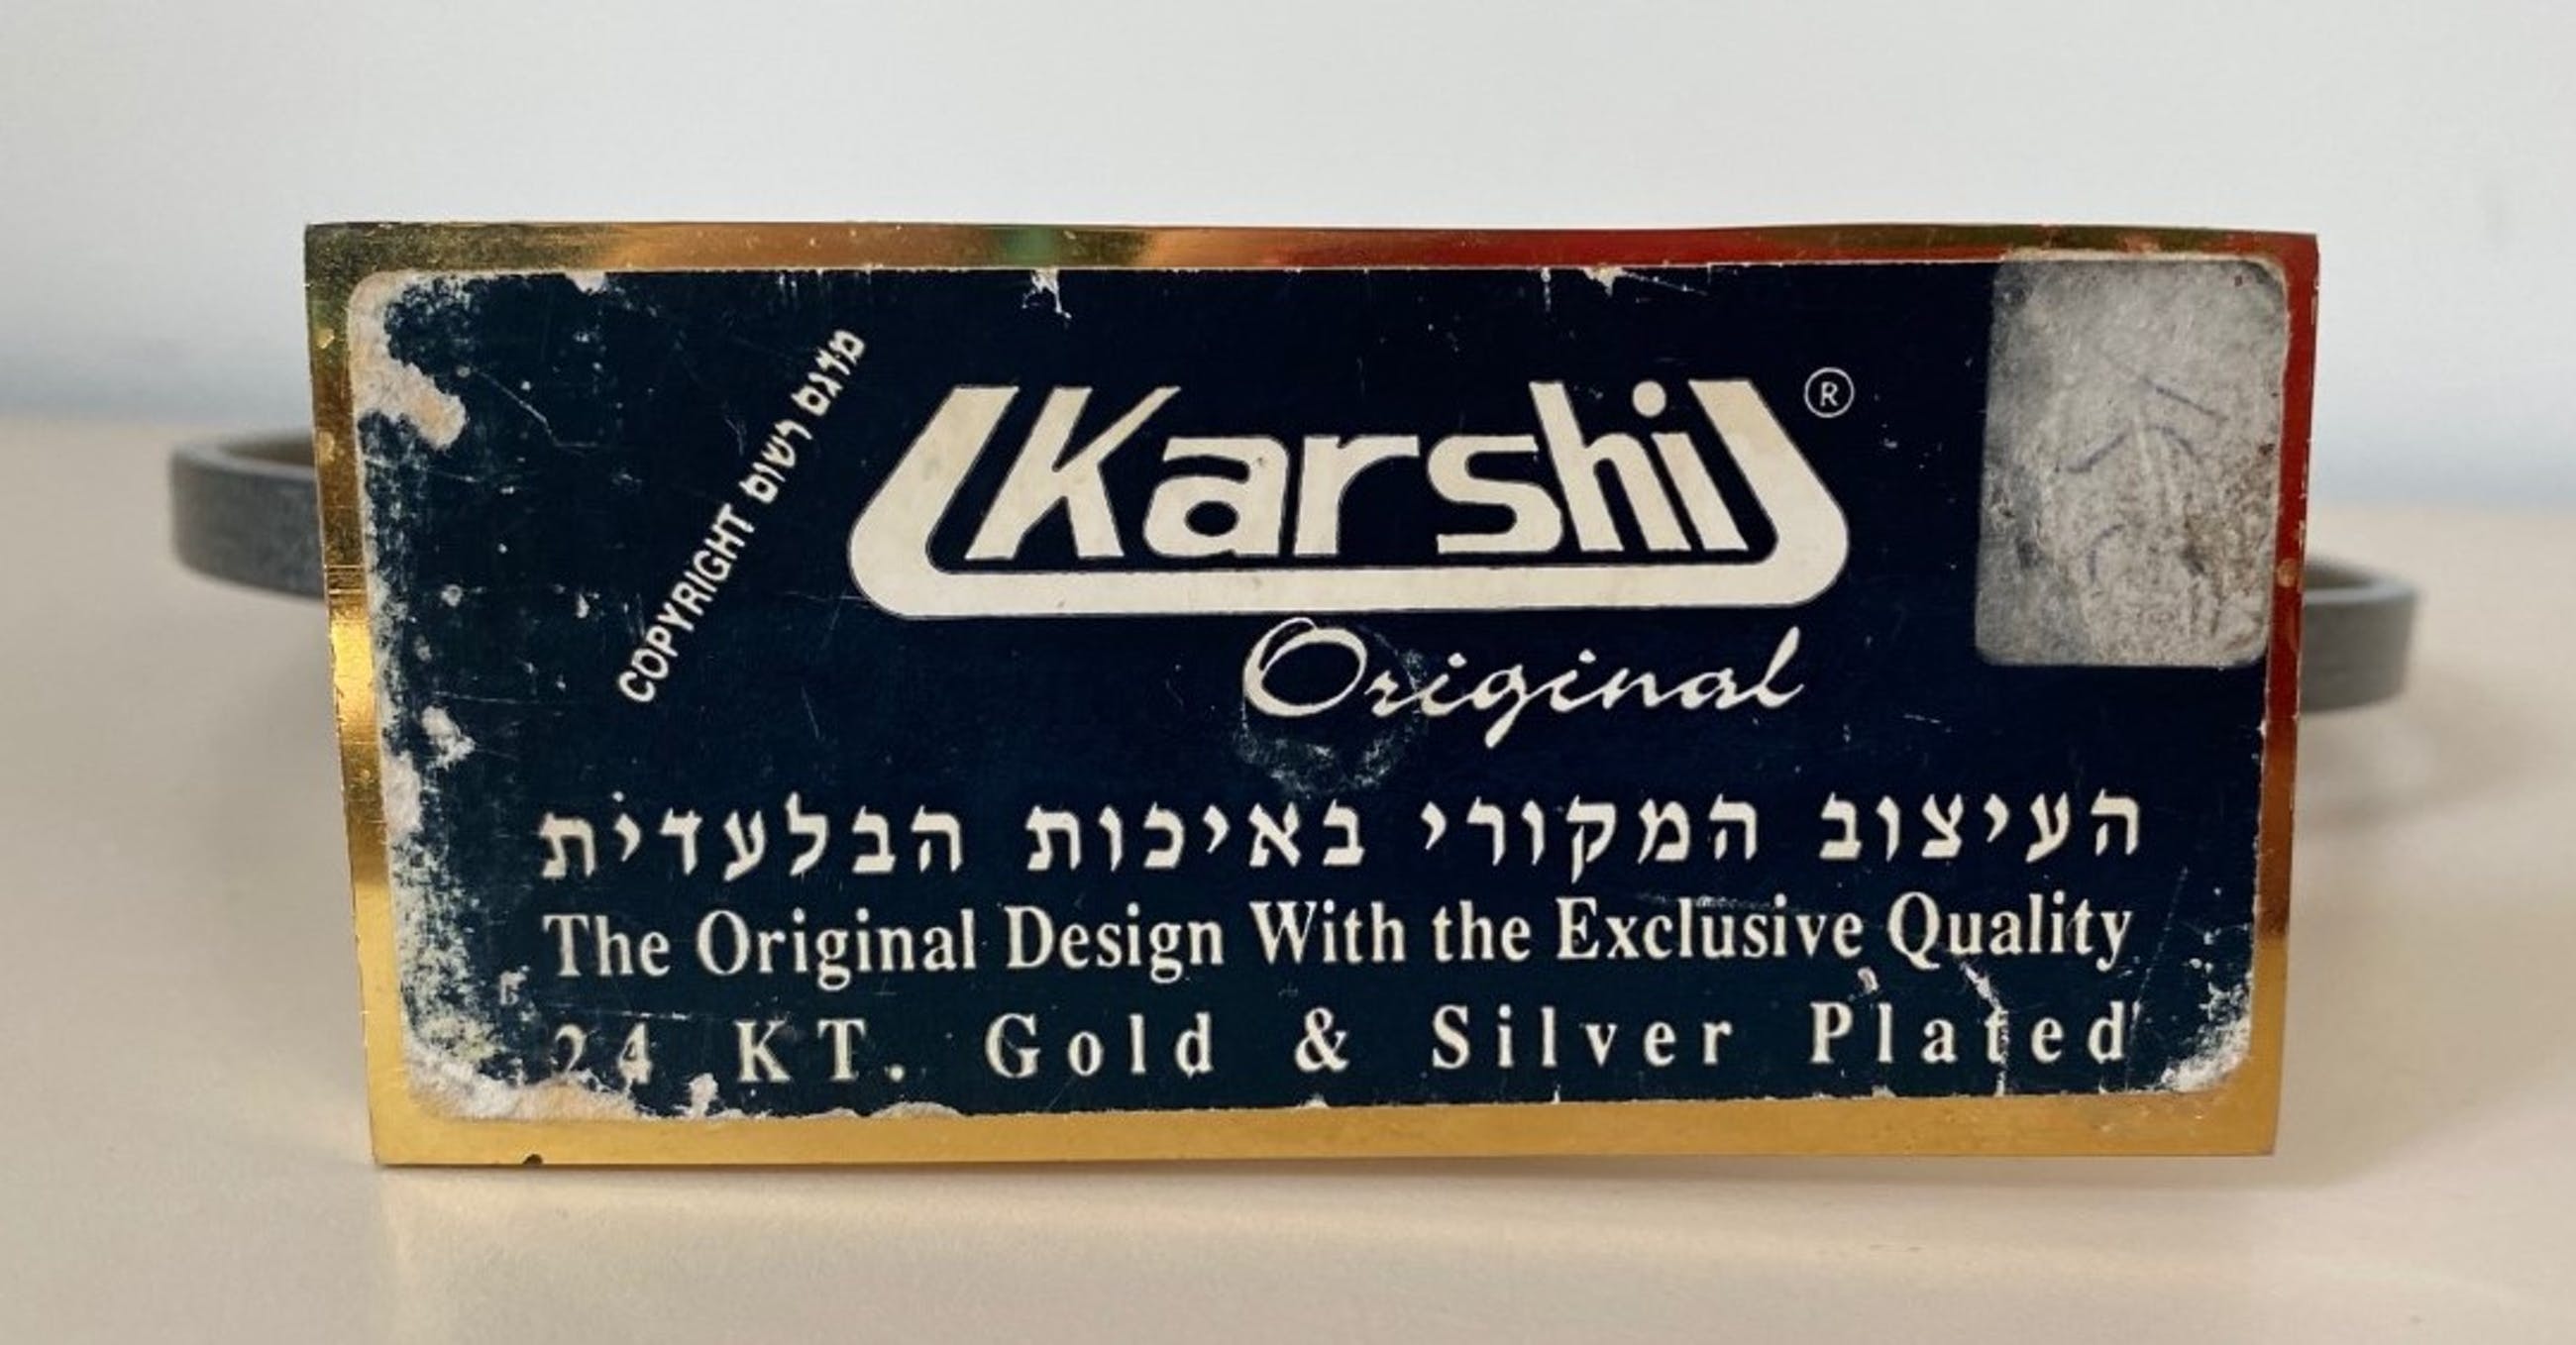 COPYRIGHT מדגם רשום
Karshi ®
Original
העיצוב המקורי באיכות הבלעדית
The Original Design With the Exclusive Quality
24 KT. Gold & Silver Plated